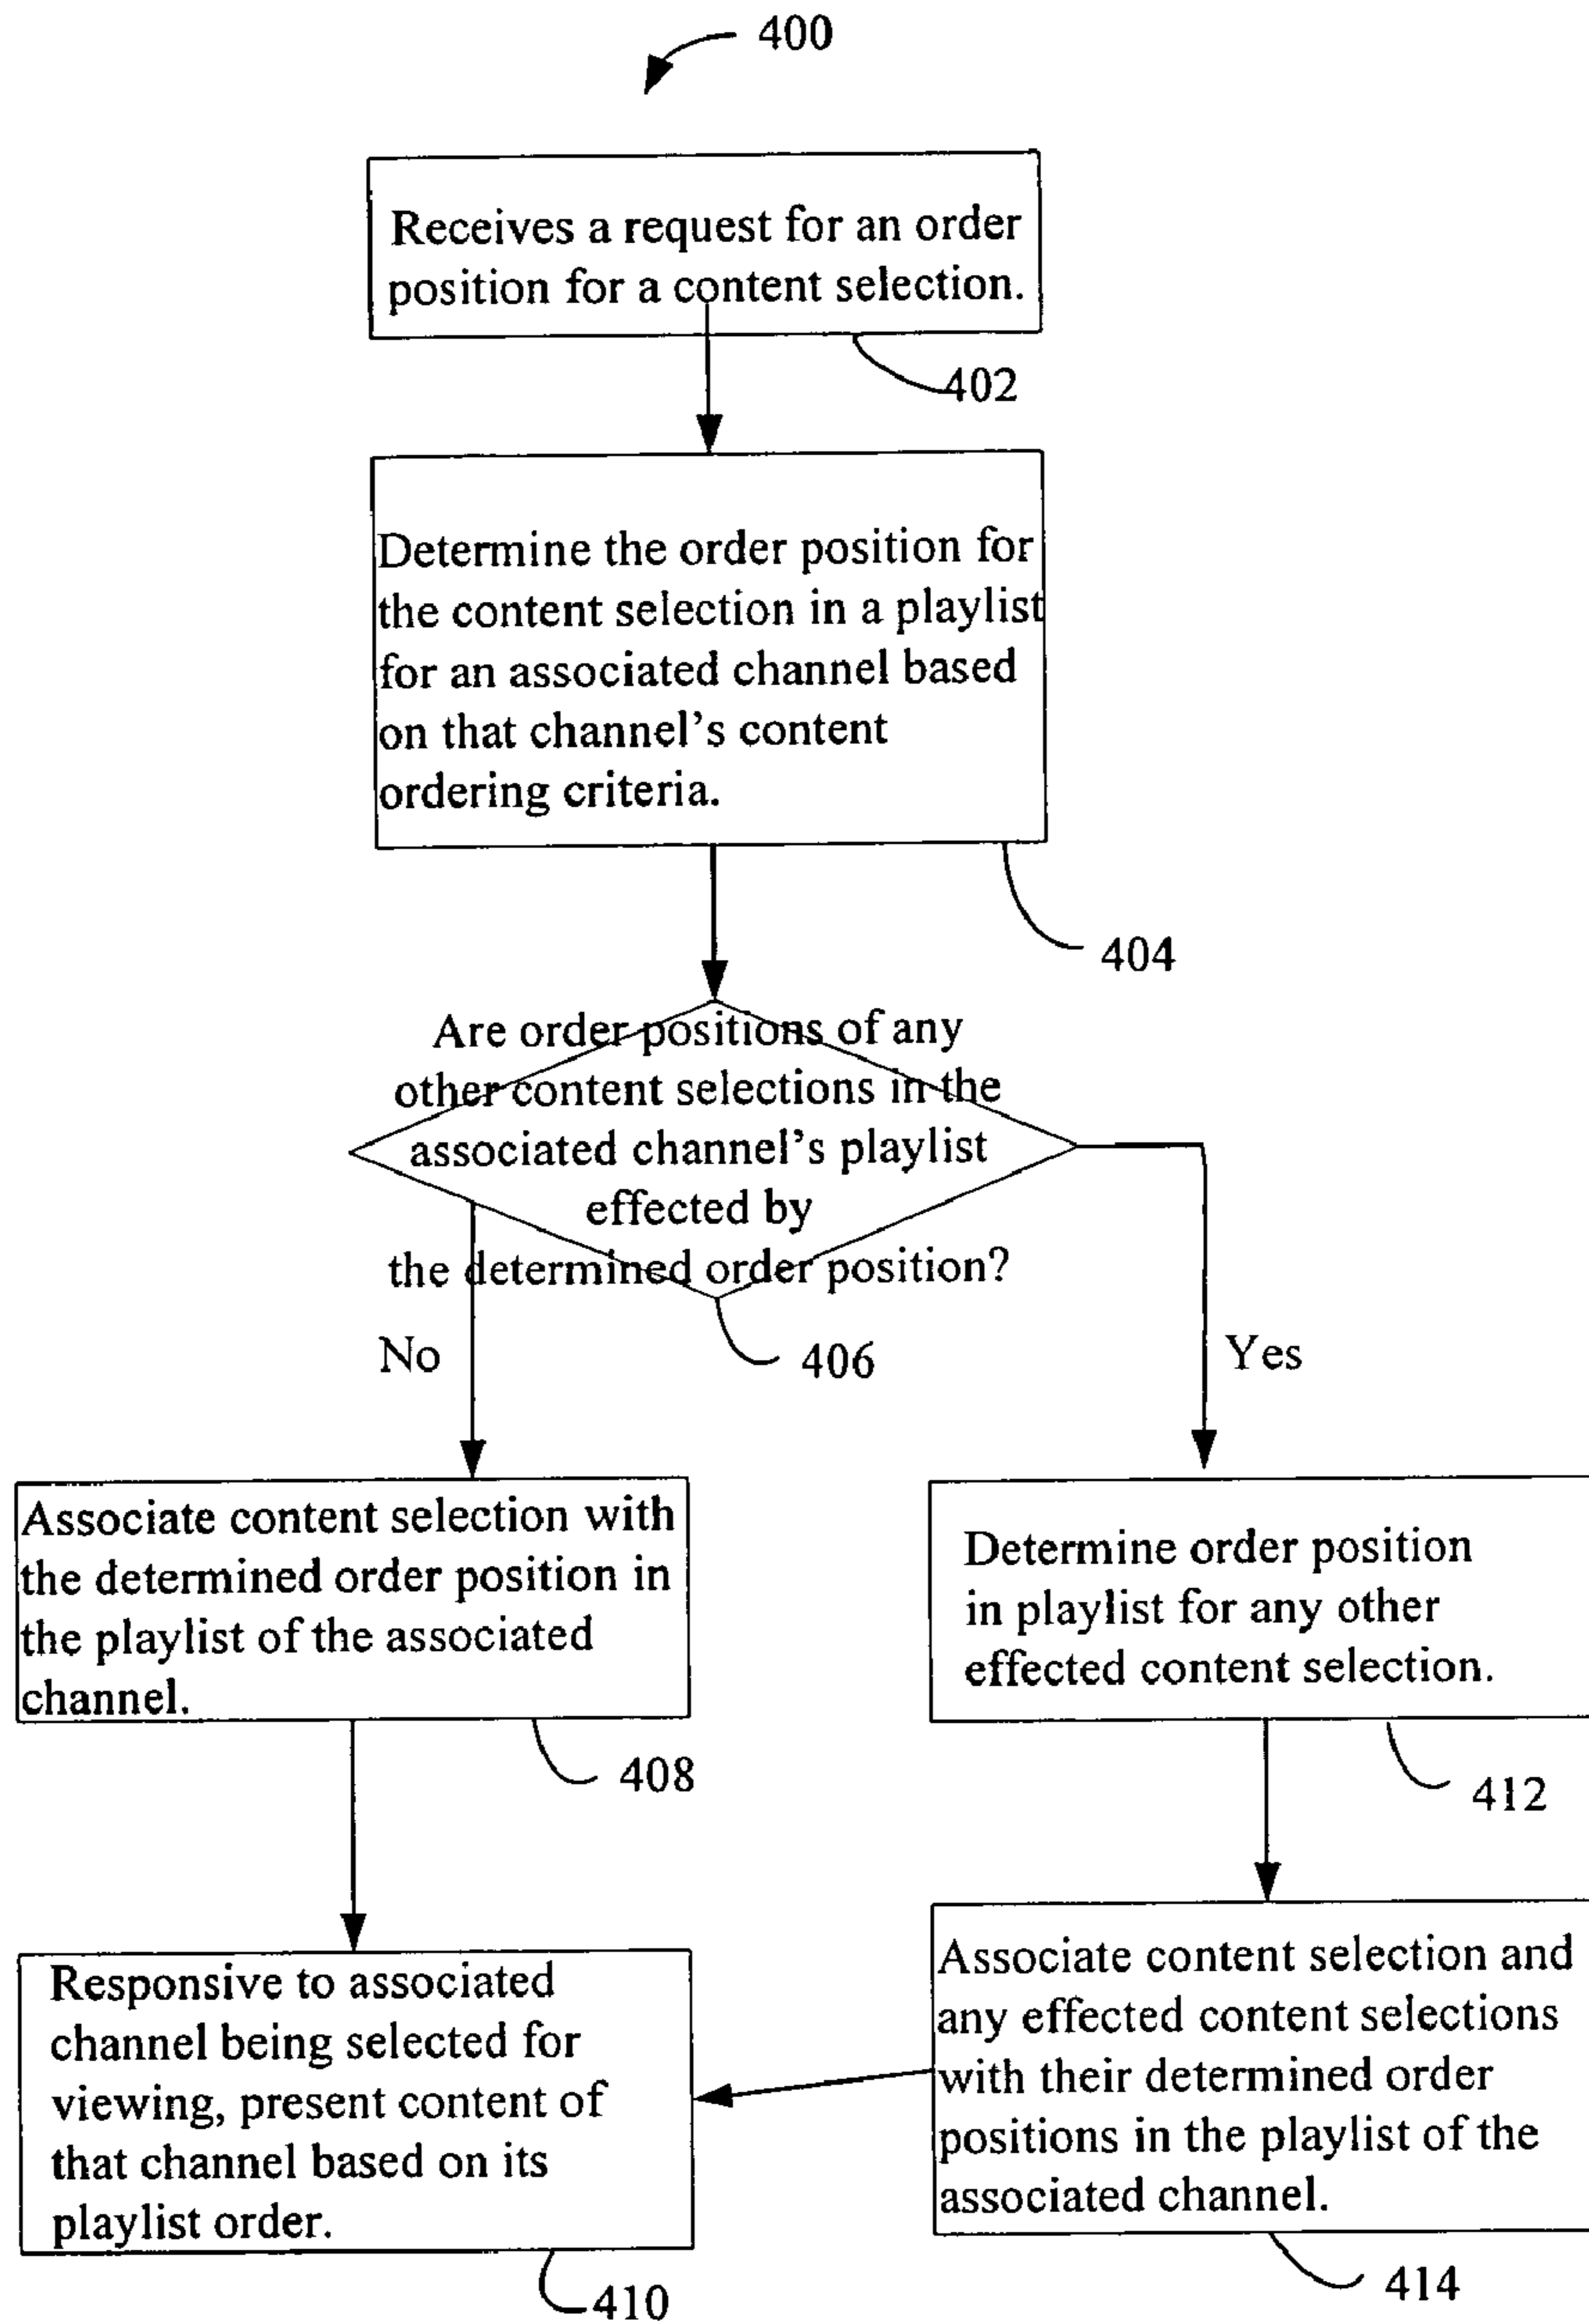 400
Receives a request for an order
position for a content selection.
402
Determine the order position for
the content selection in a playlist
for an associated channel based
on that channel's content
ordering criteria.
404
Are order positions of any
other content selections in the
associated channel's playlist
effected by
the determined order position?
406
No
Yes
Associate content selection with
the determined order position in
the playlist of the associated
channel.
408
Determine order position
in playlist for any other
effected content selection.
412
Responsive to associated
channel being selected for
viewing, present content of
that channel based on its
playlist order.
410
Associate content selection and
any effected content selections
with their determined order
positions in the playlist of the
associated channel.
414